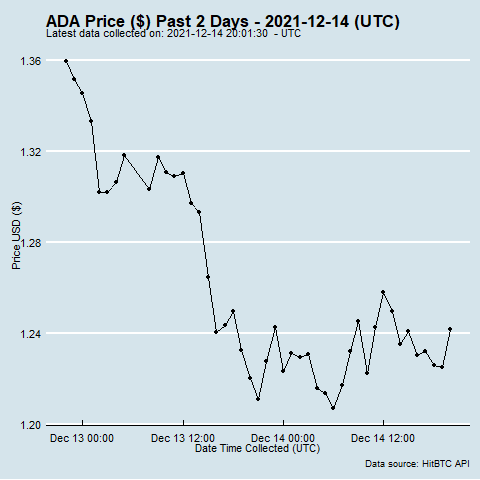 ADA Price ($) Past 2 Days - 2021-12-14 (UTC)
Latest data collected on: 2021-12-14 20:01:30 - UTC
1.36
1.32
1.28
1.24
1.20
Price USD ($)
Dec 13 00:00 Dec 13 12:00 Dec 14 00:00 Dec 14 12:00
Date Time Collected (UTC)
Data source: HitBTC API